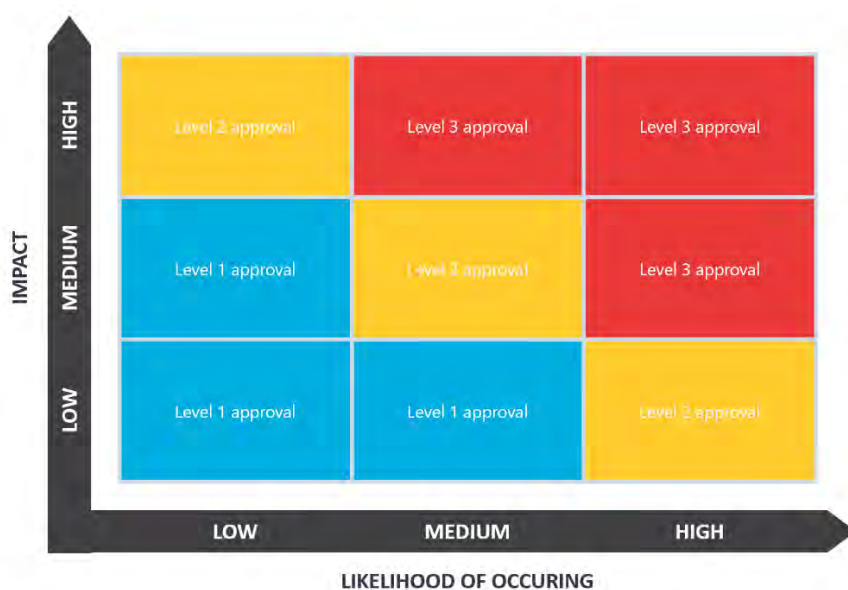 IMPACT
HIGH
Level 2 approval
Level 3 approval
Level 3 approval
MEDIUM
Level 1 approval
Level 2 approval
Level 3 approval
LOW
Level 1 approval
Level 1 approval
Level 2 approval
LOW
MEDIUM
HIGH
LIKELIHOOD OF OCCURING